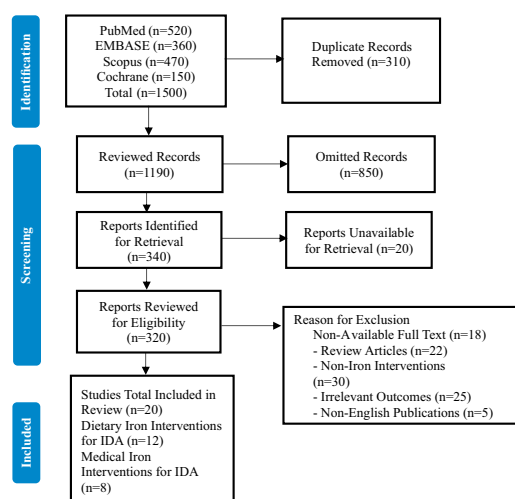 Identification
PubMed (n=520)
EMBASE (n=360)
Scopus (n=470)
Cochrane (n=150)
Total (n=1500)
Duplicate Records
Removed (n=310)
Screening
Reviewed Records
(n=1190)
Omitted Records
(n=850)
Reports Identified
for Retrieval
(n=340)
Reports Unavailable
for Retrieval (n=20)
Reports Reviewed
for Eligibility
(n=320)
Reason for Exclusion
Non-Available Full Text (n=18)
- Review Articles (n=22)
- Non-Iron Interventions
(n=30)
- Irrelevant Outcomes (n=25)
- Non-English Publications (n=5)
Included
Studies Total Included in
Review (n=20)
Dietary Iron Interventions
for IDA (n=12)
Medical Iron
Interventions for IDA
(n=8)